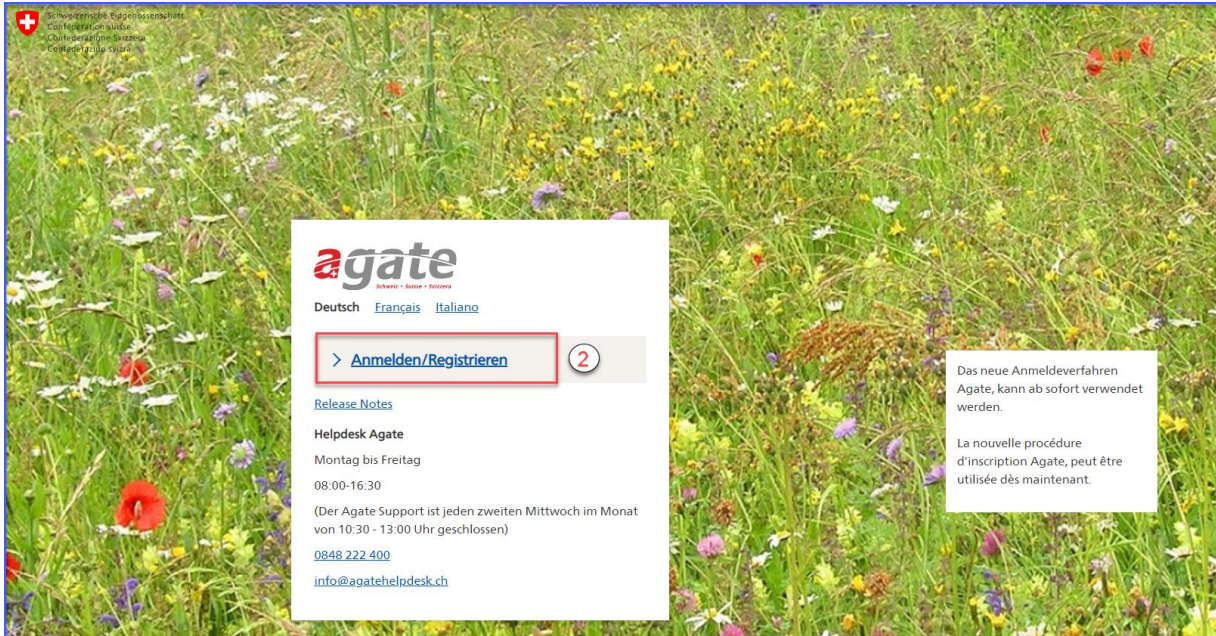 Schweizerische Eidgenossenschaft
Confédération suisse
Confederazione Svizzera
Confederaziun svizra
agate
Schweiz • Suisse • Svizzera
Deutsch Français Italiano
> Anmelden/Registrieren 2
Release Notes
Helpdesk Agate
Montag bis Freitag
08:00-16:30
(Der Agate Support ist jeden zweiten Mittwoch im Monat
von 10:30 - 13:00 Uhr geschlossen)
0848 222 400
info@agatehelpdesk.ch
Das neue Anmeldeverfahren
Agate, kann ab sofort verwendet
werden.
La nouvelle procédure
d'inscription Agate, peut être
utilisée dès maintenant.